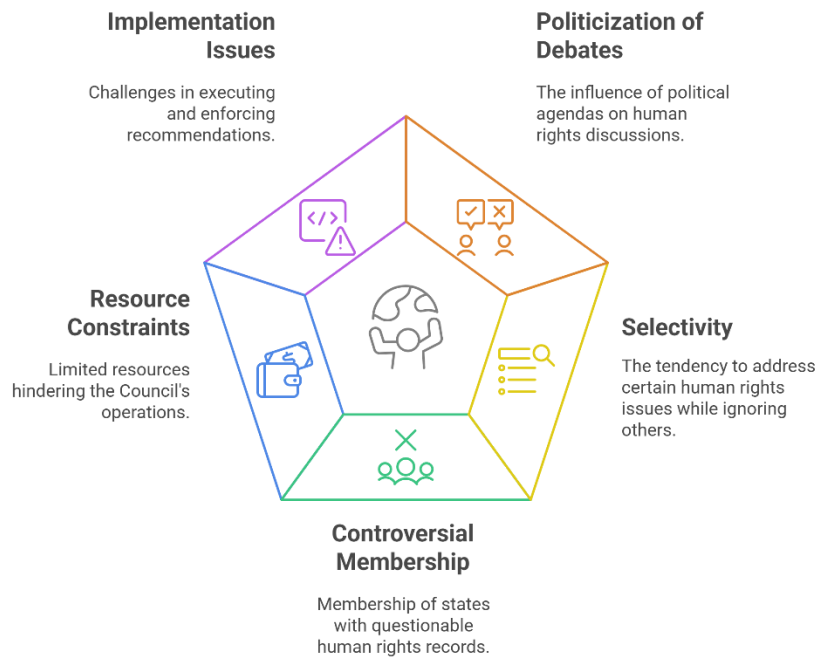 Implementation
Issues
Challenges in executing
and enforcing
recommendations.
Politicization of
Debates
The influence of political
agendas on human
rights discussions.
Resource
Constraints
Limited resources
hindering the Council's
operations.
Selectivity
The tendency to address
certain human rights
issues while ignoring
others.
Controversial
Membership
Membership of states
with questionable
human rights records.